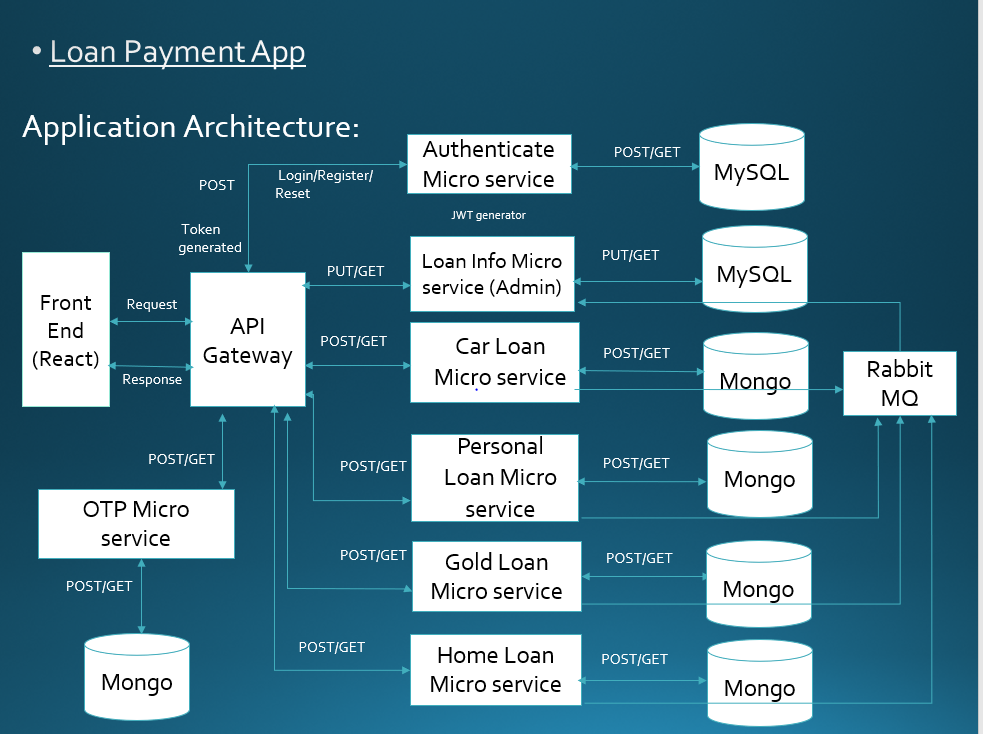 • Loan Payment App
Application Architecture:
Authenticate
Micro service
POST/GET
MySQL
POST
Login/Register/
Reset
JWT generator
Token
generated
Loan Info Micro
service (Admin)
PUT/GET
PUT/GET
MySQL
Front
End
(React)
Request
Response
API
Gateway
POST/GET
Car Loan
Micro service
POST/GET
Mongo
Rabbit
MQ
POST/GET
OTP Micro
service
POST/GET
Mongo
POST/GET
Personal
Loan Micro
service
POST/GET
Mongo
POST/GET
Gold Loan
Micro service
POST/GET
Mongo
POST/GET
Home Loan
Micro service
POST/GET
Mongo